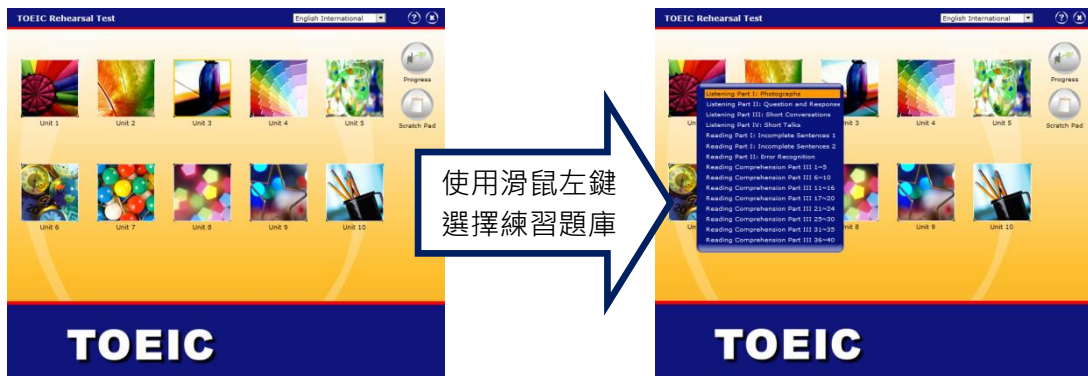 TOEIC Rehearsal Test
English International
?
x
Progress
Scratch Pad
Unit 1
Unit 2
Unit 3
Unit 4
Unit 5
Unit 6
Unit 7
Unit 8
Unit 9
Unit 10
TOEIC
使用滑鼠左鍵
選擇練習題庫
TOEIC Rehearsal Test
English International
?
x
Progress
Scratch Pad
Listening Part I: Photographs
Listening Part II: Question and Response
Listening Part III: Short Conversations
Listening Part IV: Short Talks
Reading Part I: Incomplete Sentences 1
Reading Part I: Incomplete Sentences 2
Reading Part II: Error Recognition
Reading Comprehension Part III 1~5
Reading Comprehension Part III 6~10
Reading Comprehension Part III 11~16
Reading Comprehension Part III 17~20
Reading Comprehension Part III 21~24
Reading Comprehension Part III 25~30
Reading Comprehension Part III 31~35
Reading Comprehension Part III 36~40
Un
it 3
Unit 4
Unit 5
Un
it 8
Unit 9
Unit 10
TOEIC